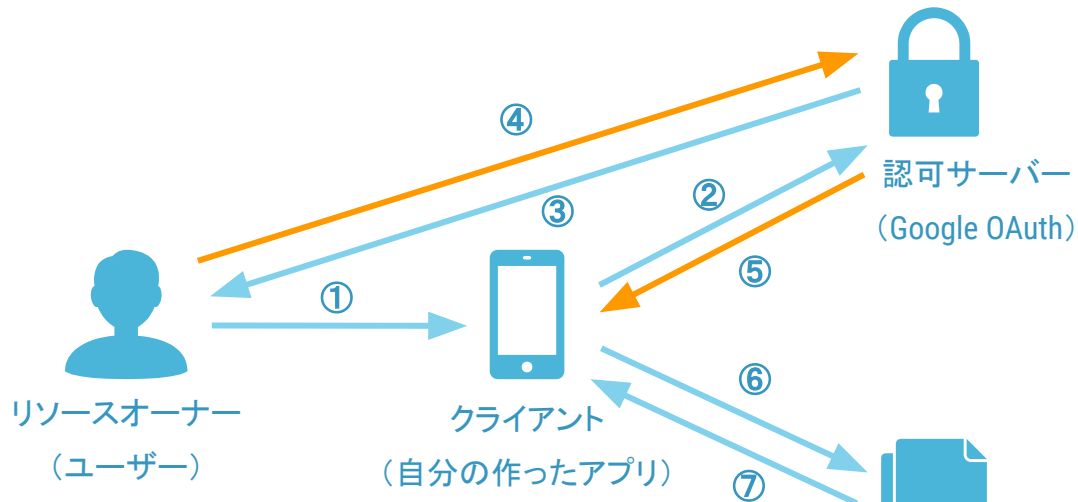 ④
認可サーバー
（Google OAuth）
②
③
⑤
①
リソースオーナー
（ユーザー）
クライアント
（自分の作ったアプリ）
⑥
⑦